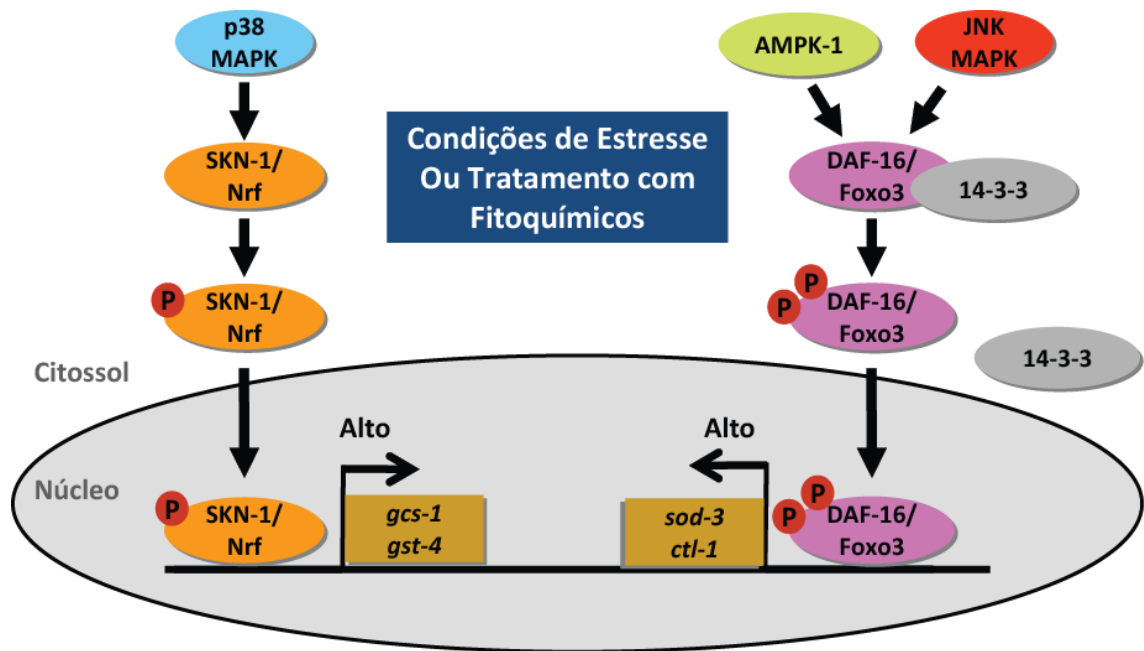 p38
MAPK
AMPK-1
JNK
MAPK
Condições de Estresse
Ou Tratamento com
Fitoquímicos
SKN-1/
Nrf
DAF-16/
Foxo3
14-3-3
P
SKN-1/
Nrf
P
P
DAF-16/
Foxo3
14-3-3
Citossol
Alto
Alto
Núcleo
P
SKN-1/
Nrf
gcs-1
gst-4
sod-3
ctl-1
P
P
DAF-16/
Foxo3